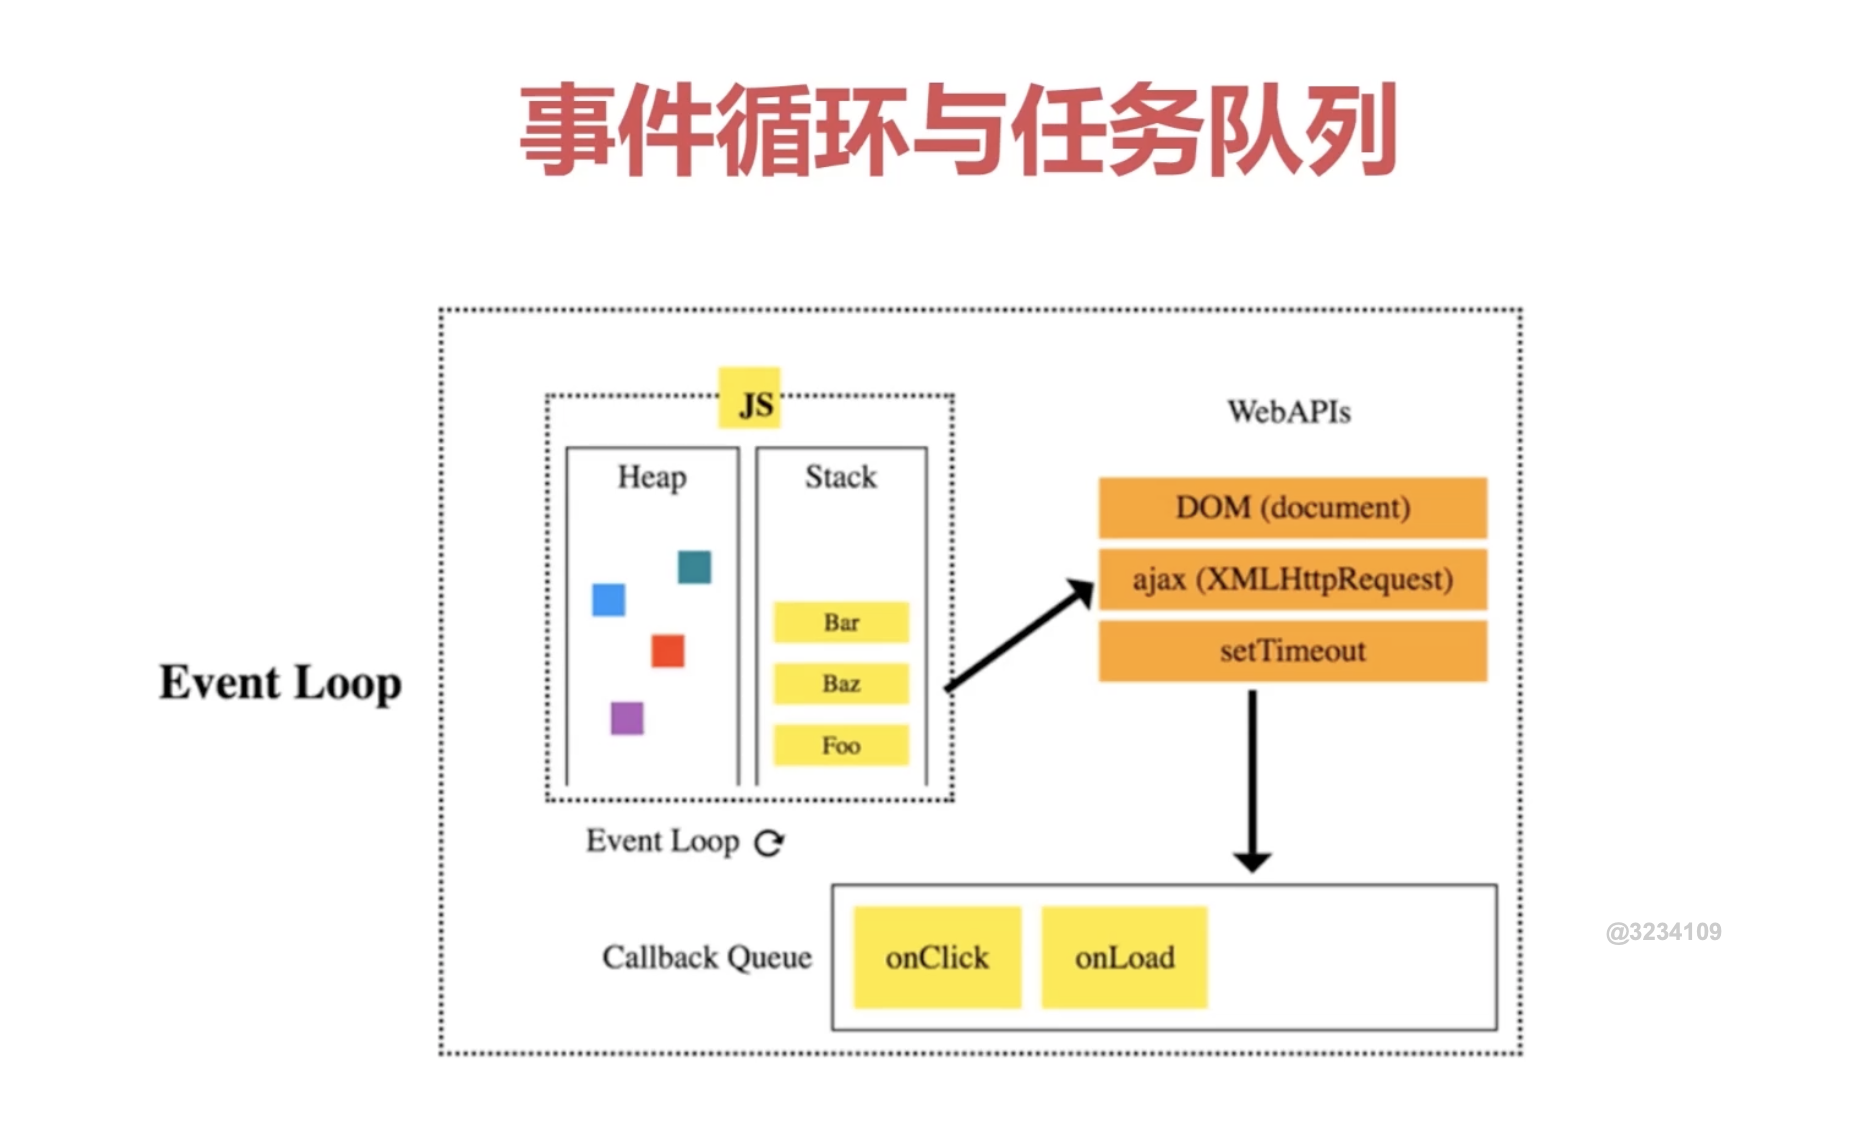 事件循环与任务队列
Event Loop
JS
Heap
Stack
Bar
Baz
Foo
WebAPIs
DOM (document)
ajax (XMLHttpRequest)
setTimeout
Event Loop
Callback Queue
onClick
onLoad
@3234109